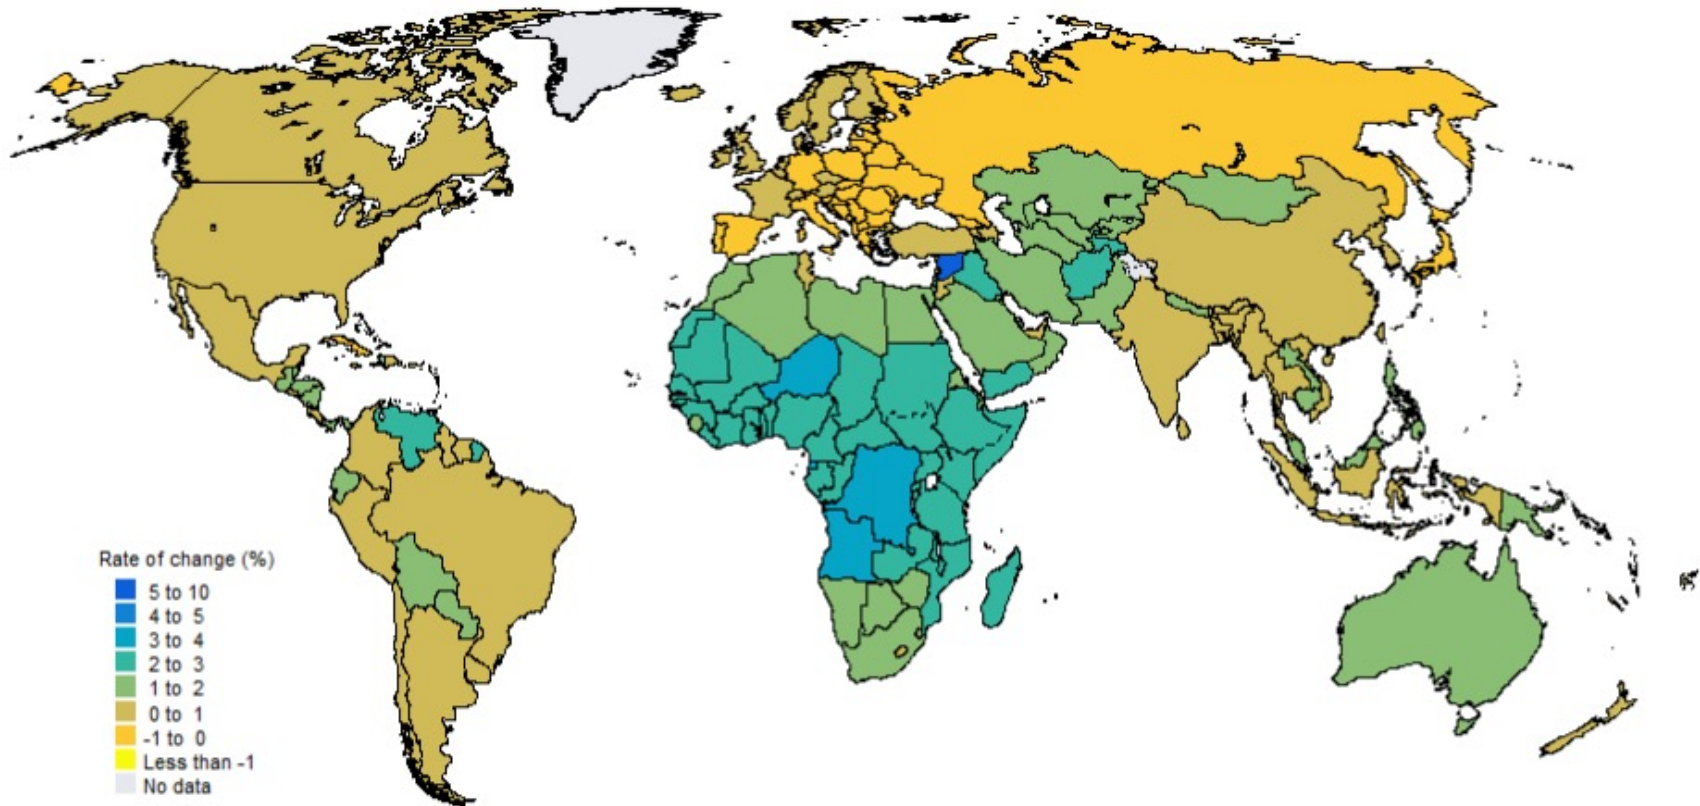 Rate of change (%)
5 to 10
4 to 5
3 to 4
2 to 3
1 to 2
0 to 1
-1 to 0
Less than -1
No data